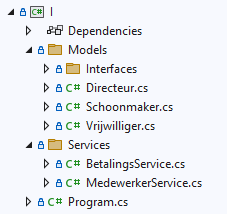 C# I
Dependencies
Models
Interfaces
C# Directeur.cs
C# Schoonmaker.cs
C# Vrijwilliger.cs
Services
C# BetalingsService.cs
C# MedewerkerService.cs
C# Program.cs